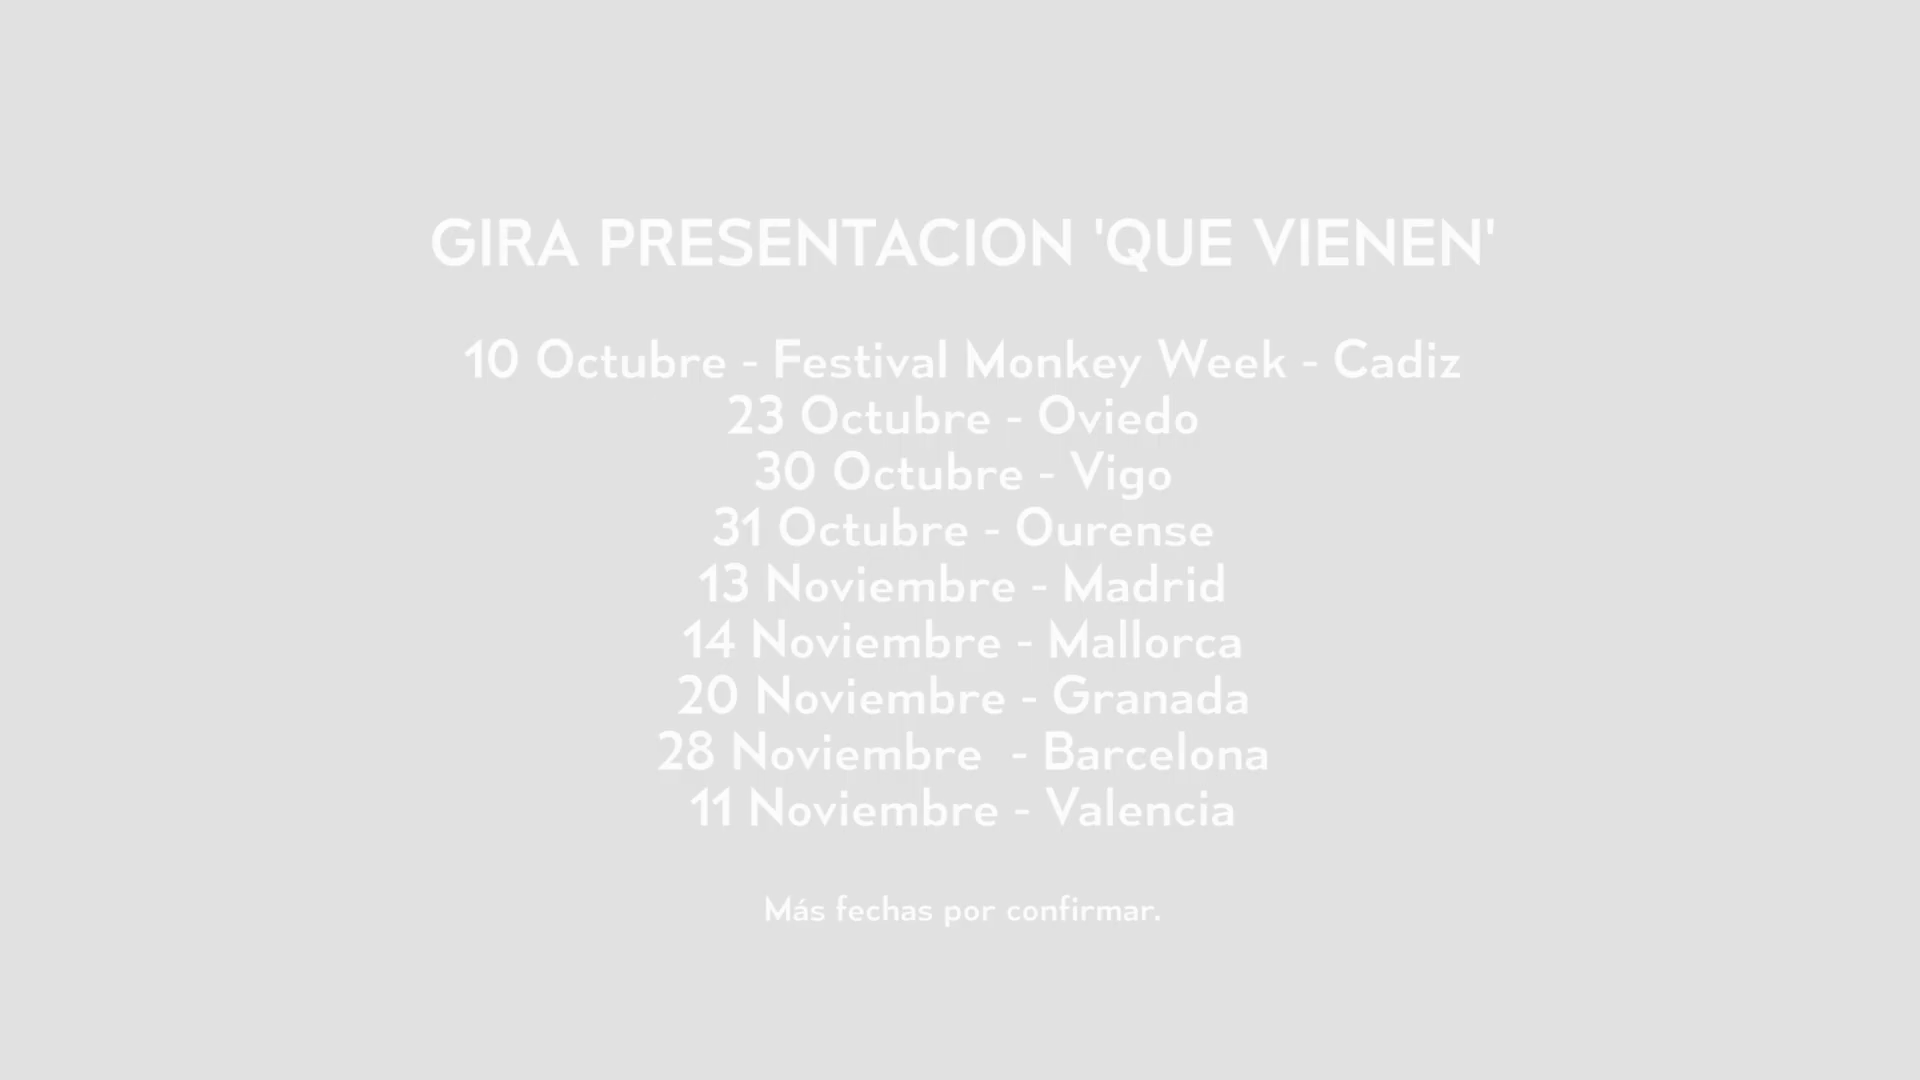 GIRA PRESENTACION 'QUE VIENEN'
10 Octubre - Festival Monkey Week - Cadiz
23 Octubre - Oviedo
30 Octubre - Vigo
31 Octubre - Ourense
13 Noviembre - Madrid
14 Noviembre - Mallorca
20 Noviembre - Granada
28 Noviembre  - Barcelona
11 Noviembre - Valencia
Más fechas por confirmar.